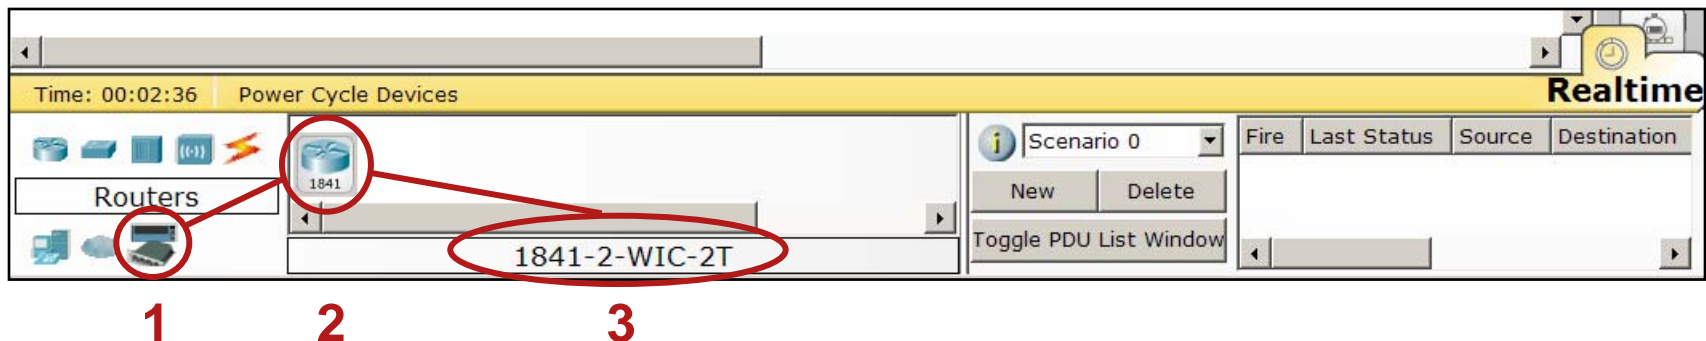 Time: 00:02:36 Power Cycle Devices
Realtime
Routers
1841
1841-2-WIC-2T
i Scenario 0
New Delete
Toggle PDU List Window
Fire Last Status Source Destination
1 2 3